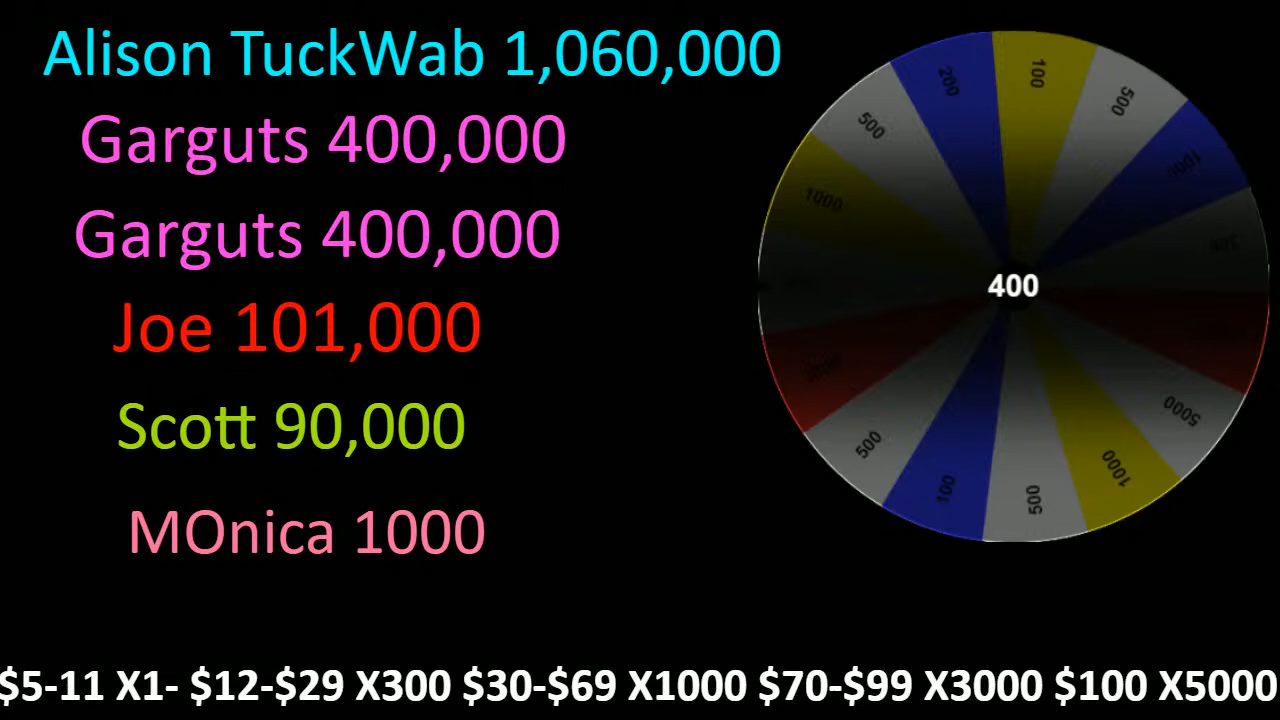 Alison TuckWab 1,060,000
Garguts 400,000
Garguts 400,000
Joe 101,000
Scott 90,000
MOnica 1000
$5-11 X1- $12-$29 X300 $30-$69 X1000 $70-$99 X3000 $100 X5000
400
100
500
1000
5000
1000
500
100
500
1000
500
200